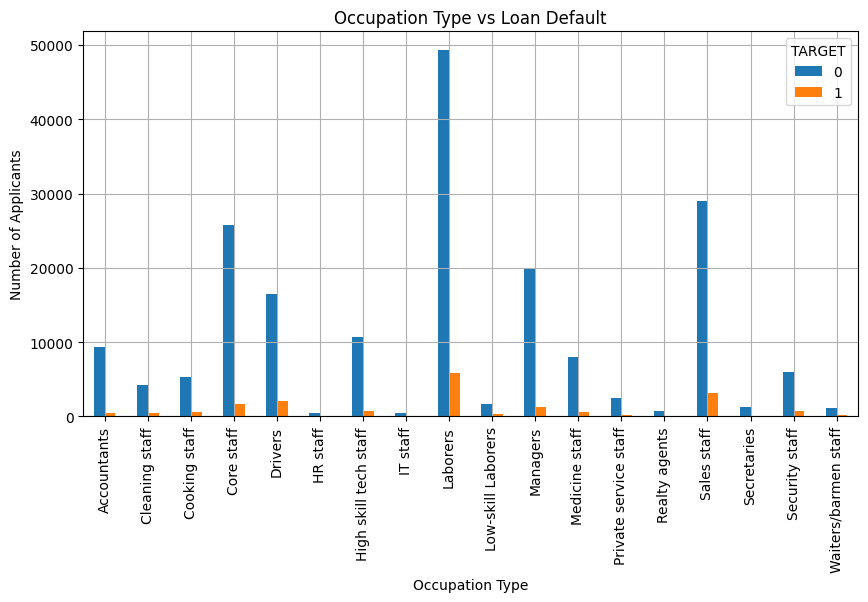 Occupation Type vs Loan Default
TARGET
0
1
Number of Applicants
50000
40000
30000
20000
10000
0
Accountants
Cleaning staff
Cooking staff
Core staff
Drivers
HR staff
High skill tech staff
IT staff
Laborers
Low-skill Laborers
Managers
Medicine staff
Private service staff
Realty agents
Sales staff
Secretaries
Security staff
Waiters/barmen staff
Occupation Type